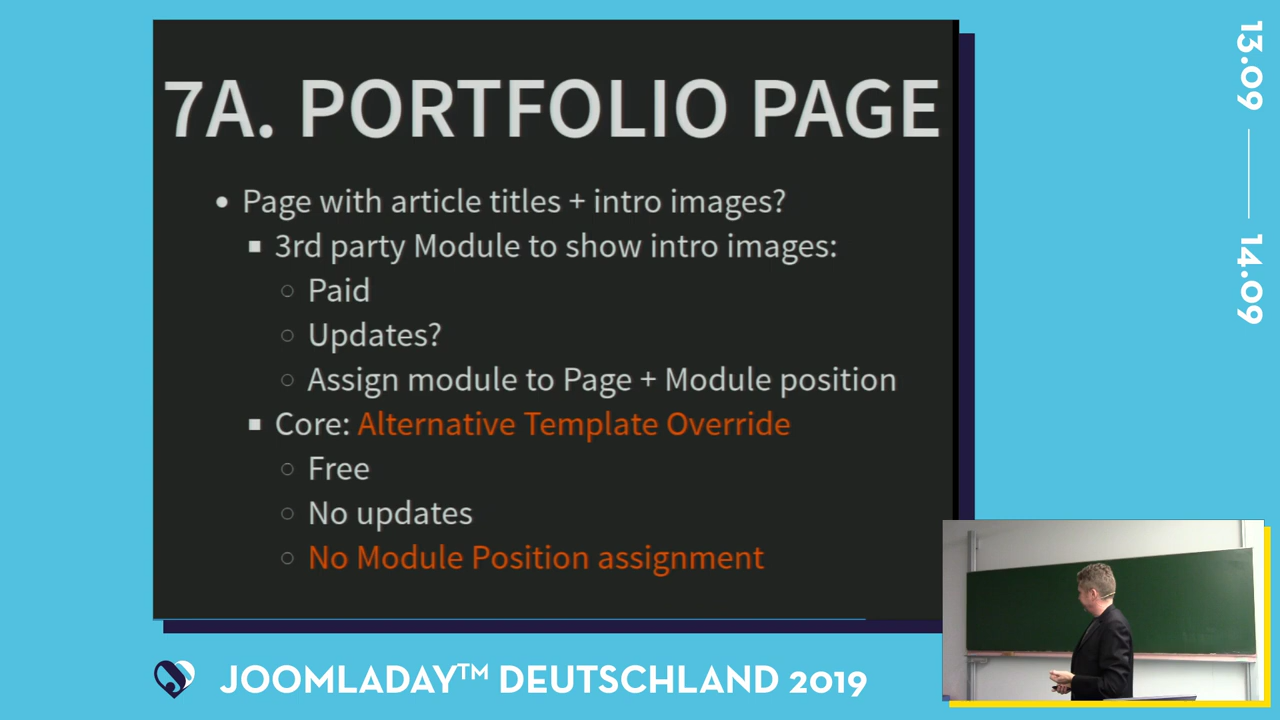 7A. PORTFOLIO PAGE
• Page with article titles + intro images?
▪ 3rd party Module to show intro images:
○ Paid
○ Updates?
○ Assign module to Page + Module position
▪ Core: Alternative Template Override
○ Free
○ No updates
○ No Module Position assignment
13.09
14.09
JOOMLADAY™ DEUTSCHLAND 2019